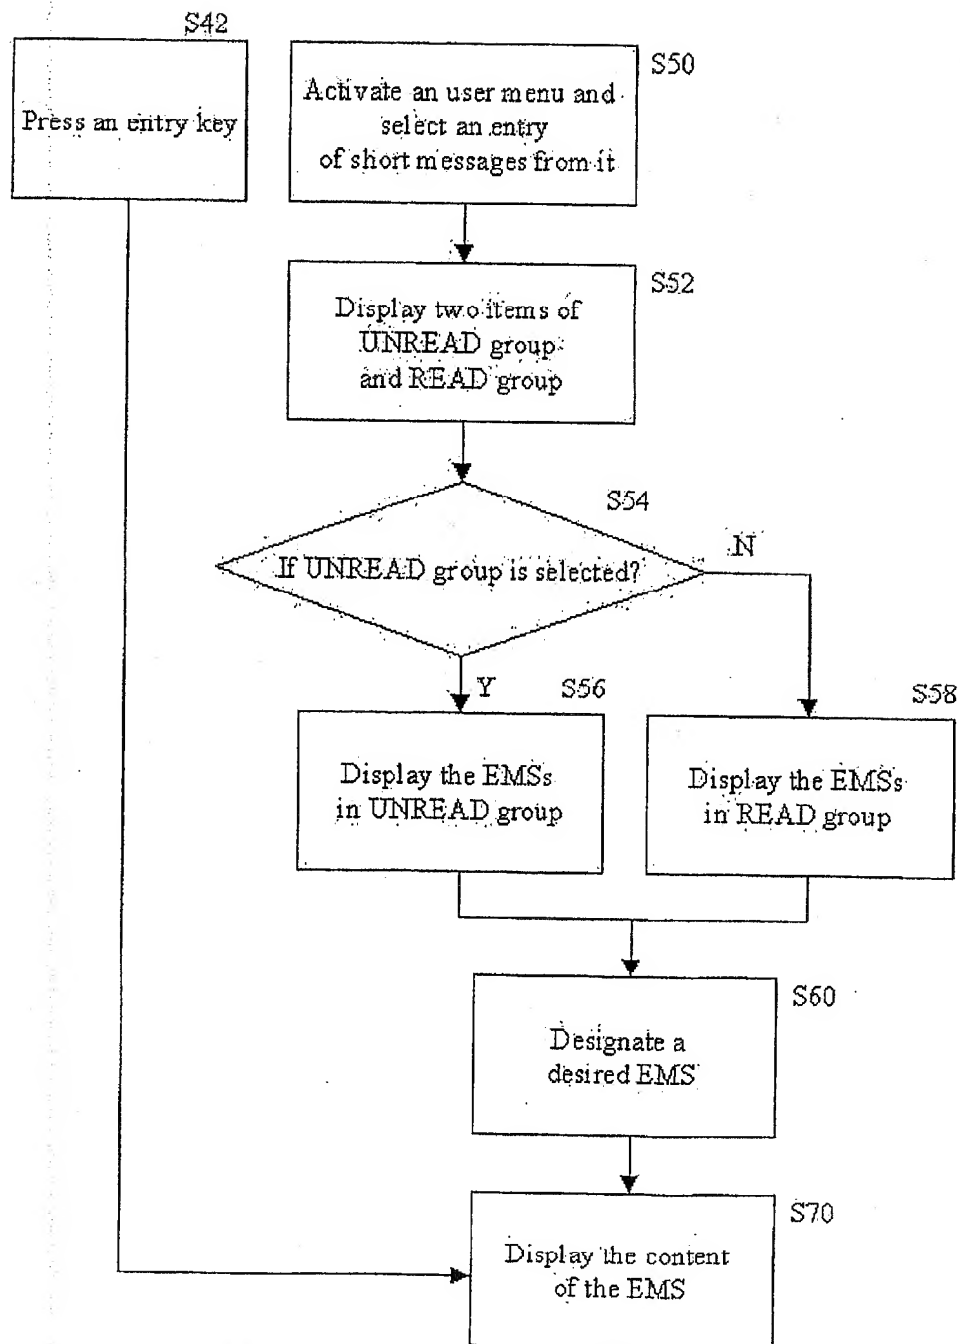 S42
Press an entry key
S50
Activate an user menu and
select an entry
of short messages from it
S52
Display two items of
UNREAD group
and READ group
S54
If UNREAD group is selected?
N
Y
S56
Display the EMSs
in UNREAD group
S58
Display the EMSs
in READ group
S60
Designate a
desired EMS
S70
Display the content
of the EMS